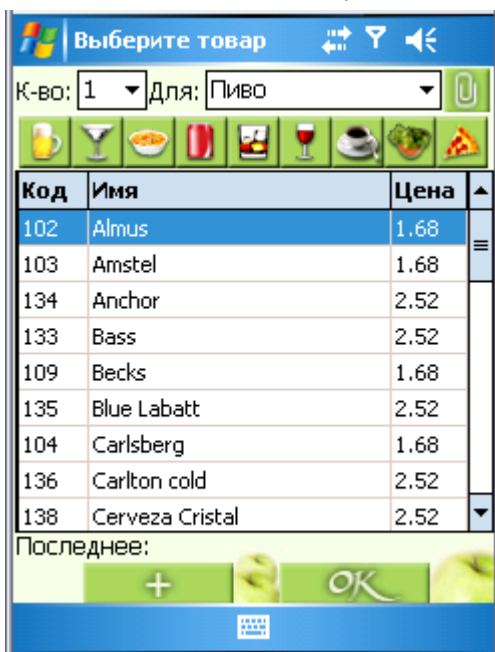 Выберите товар
К-во: 1 Для: Пиво
Код Имя Цена
102 Almus 1.68
103 Amstel 1.68
134 Anchor 2.52
133 Bass 2.52
109 Becks 1.68
135 Blue Labatt 2.52
104 Carlsberg 1.68
136 Carlton cold 2.52
138 Cerveza Cristal 2.52
Последнее:
+ OK